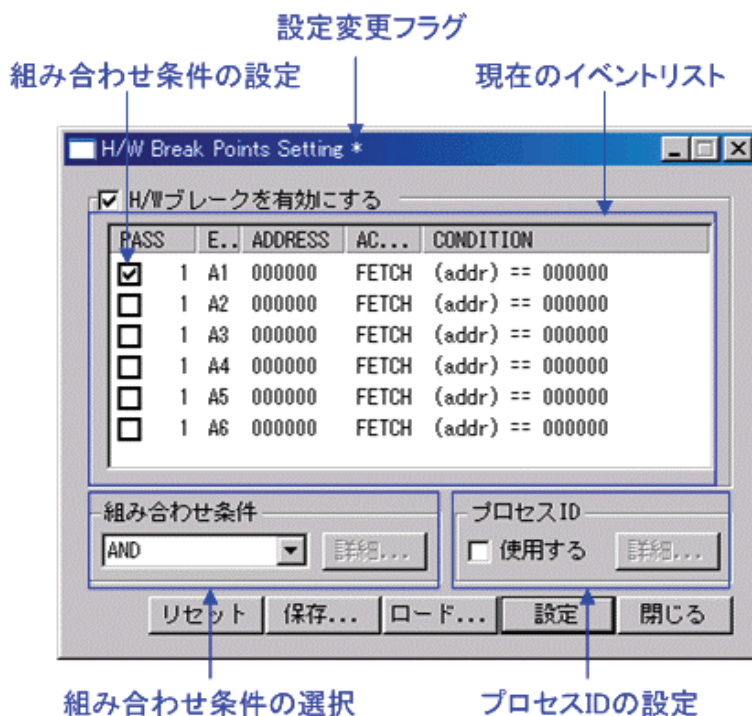 設定変更フラグ
組み合わせ条件の設定
現在のイベントリスト
H/W Break Points Setting *
H/Wブレークを有効にする
PASS E.. ADDRESS AC... CONDITION
1 A1 000000 FETCH (addr) == 000000
1 A2 000000 FETCH (addr) == 000000
1 A3 000000 FETCH (addr) == 000000
1 A4 000000 FETCH (addr) == 000000
1 A5 000000 FETCH (addr) == 000000
1 A6 000000 FETCH (addr) == 000000
組み合わせ条件
プロセスID
AND 詳細...
使用する 詳細...
リセット 保存... ロード... 設定 閉じる
組み合わせ条件の選択
プロセスIDの設定